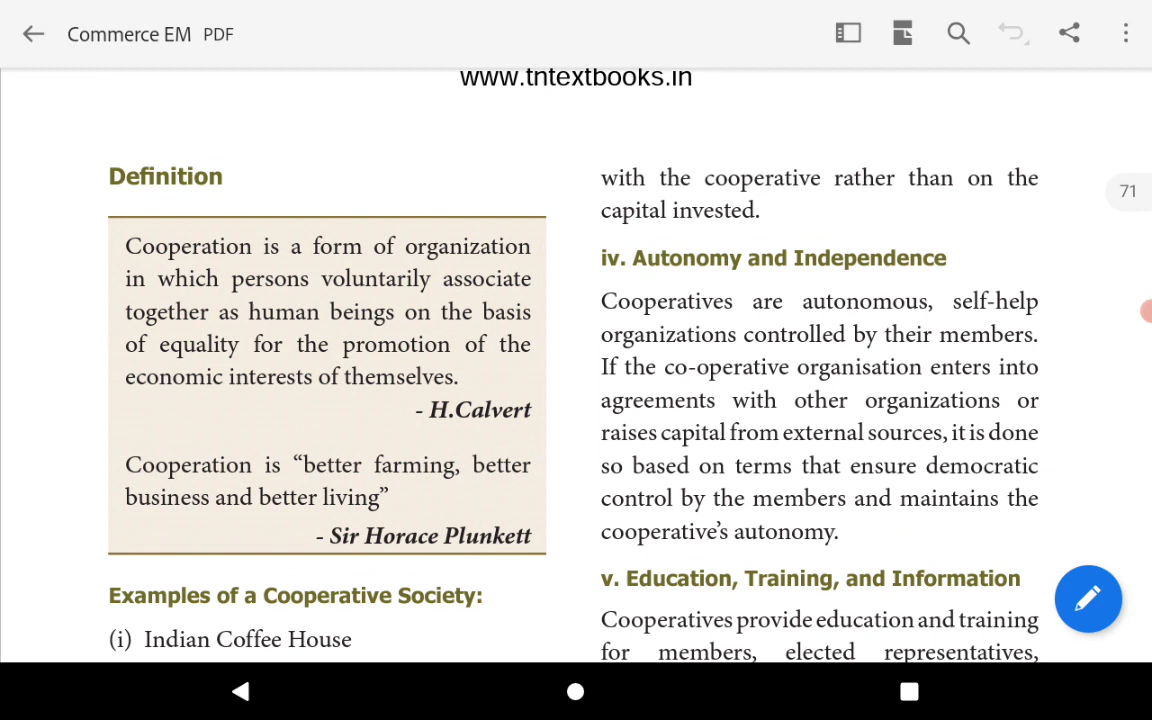 Commerce EM PDF
www.tntextbooks.in
71
Definition
Cooperation is a form of organization
in which persons voluntarily associate
together as human beings on the basis
of equality for the promotion of the
economic interests of themselves.
- H.Calvert
Cooperation is “better farming, better
business and better living”
- Sir Horace Plunkett
Examples of a Cooperative Society:
(i) Indian Coffee House
with the cooperative rather than on the
capital invested.
iv. Autonomy and Independence
Cooperatives are autonomous, self-help
organizations controlled by their members.
If the co-operative organisation enters into
agreements with other organizations or
raises capital from external sources, it is done
so based on terms that ensure democratic
control by the members and maintains the
cooperative’s autonomy.
v. Education, Training, and Information
Cooperatives provide education and training
for members, elected representatives,